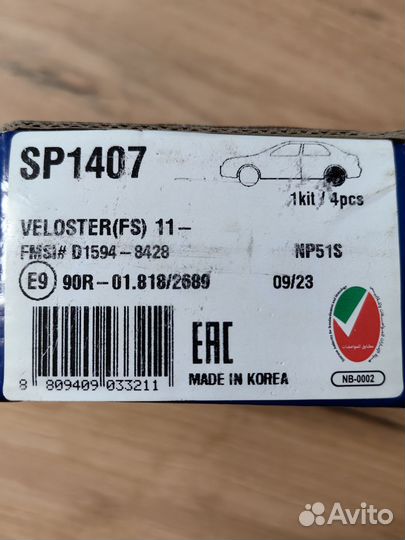 SP1407
1kit / 4pcs
VELOSTER(FS) 11-
FMSI# D1594-8428
NP51S
E9 90R-01.818/2689
09/23
EAC
MADE IN KOREA
8 809409 033211
NB-0002
Avito